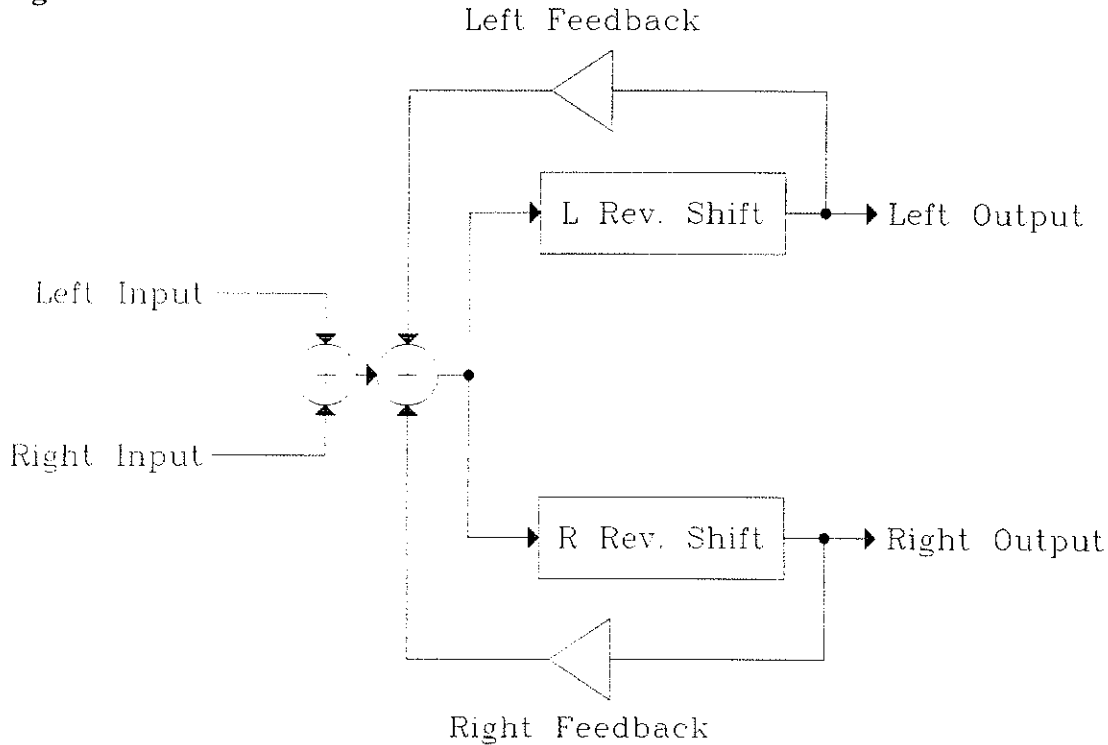 Left Feedback
L Rev. Shift
Left Output
Left Input
Right Input
R Rev. Shift
Right Output
Right Feedback